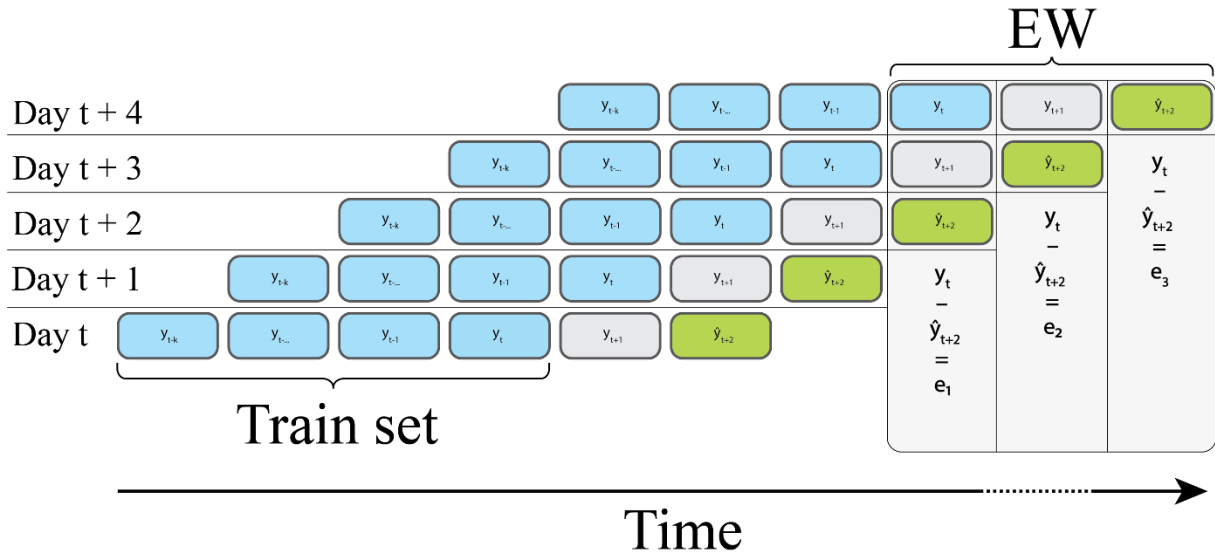 EW
Day t + 4 y_{t-k} y_{t-...} y_{t-1} y_t y_{t+1} ŷ_{t+2}
Day t + 3 y_{t-k} y_{t-...} y_{t-1} y_t y_{t+1} ŷ_{t+2}
Day t + 2 y_{t-k} y_{t-...} y_{t-1} y_t y_{t+1} ŷ_{t+2}
Day t + 1 y_{t-k} y_{t-...} y_{t-1} y_t y_{t+1} ŷ_{t+2}
Day t y_{t-k} y_{t-...} y_{t-1} y_t y_{t+1} ŷ_{t+2}
y_t
–
ŷ_{t+2}
=
e_1
y_t
–
ŷ_{t+2}
=
e_2
y_t
–
ŷ_{t+2}
=
e_3
Train set
Time